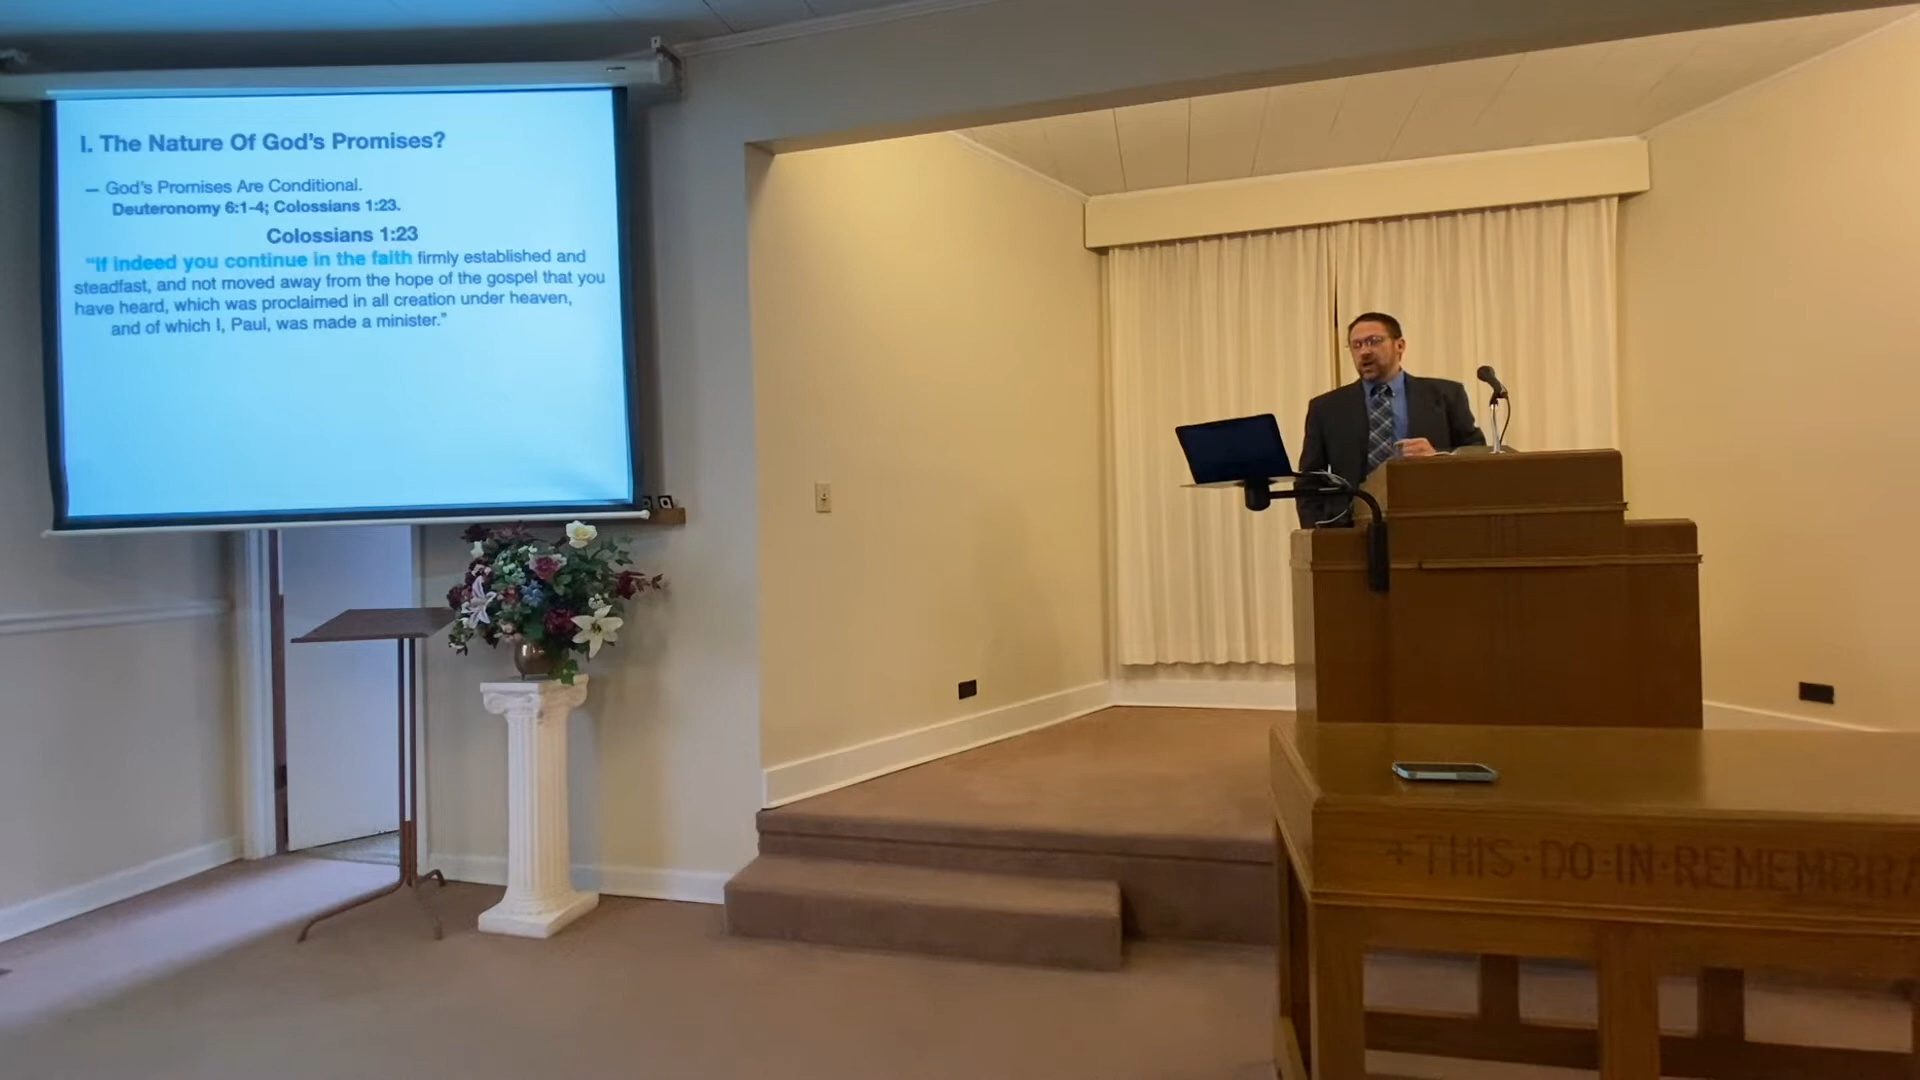 I. The Nature Of God's Promises?
— God's Promises Are Conditional.
Deuteronomy 6:1-4; Colossians 1:23.
Colossians 1:23
"If indeed you continue in the faith firmly established and
steadfast, and not moved away from the hope of the gospel that you
have heard, which was proclaimed in all creation under heaven,
and of which I, Paul, was made a minister."
+THIS·DO·IN·REMEMBRA